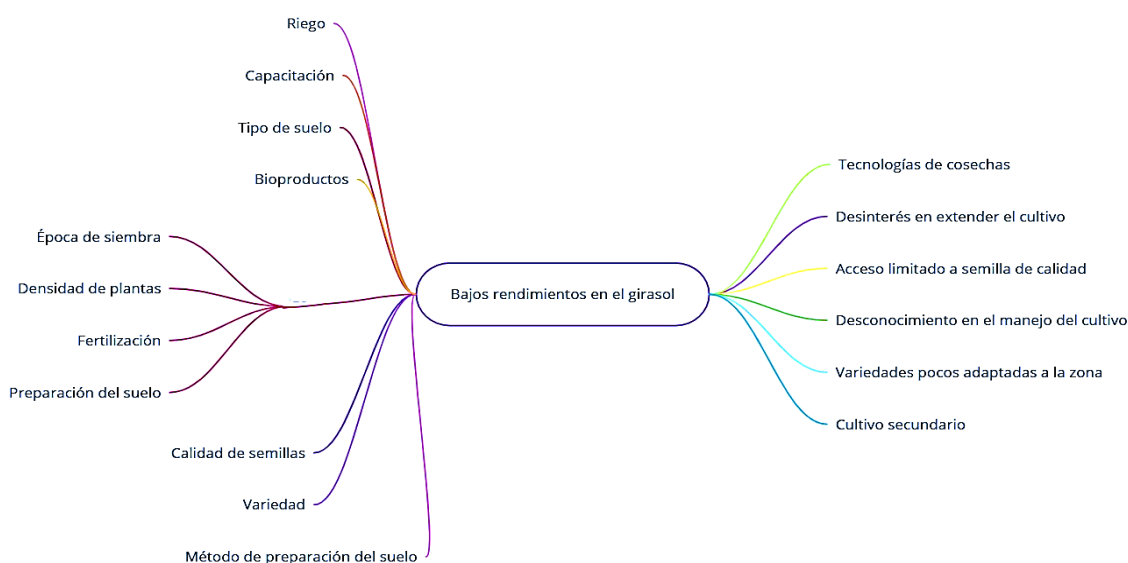 Riego
Capacitación
Tipo de suelo
Bioproductos
Época de siembra
Densidad de plantas
Fertilización
Preparación del suelo
Calidad de semillas
Variedad
Método de preparación del suelo
Bajos rendimientos en el girasol
Tecnologías de cosechas
Desinterés en extender el cultivo
Acceso limitado a semilla de calidad
Desconocimiento en el manejo del cultivo
Variedades pocos adaptadas a la zona
Cultivo secundario